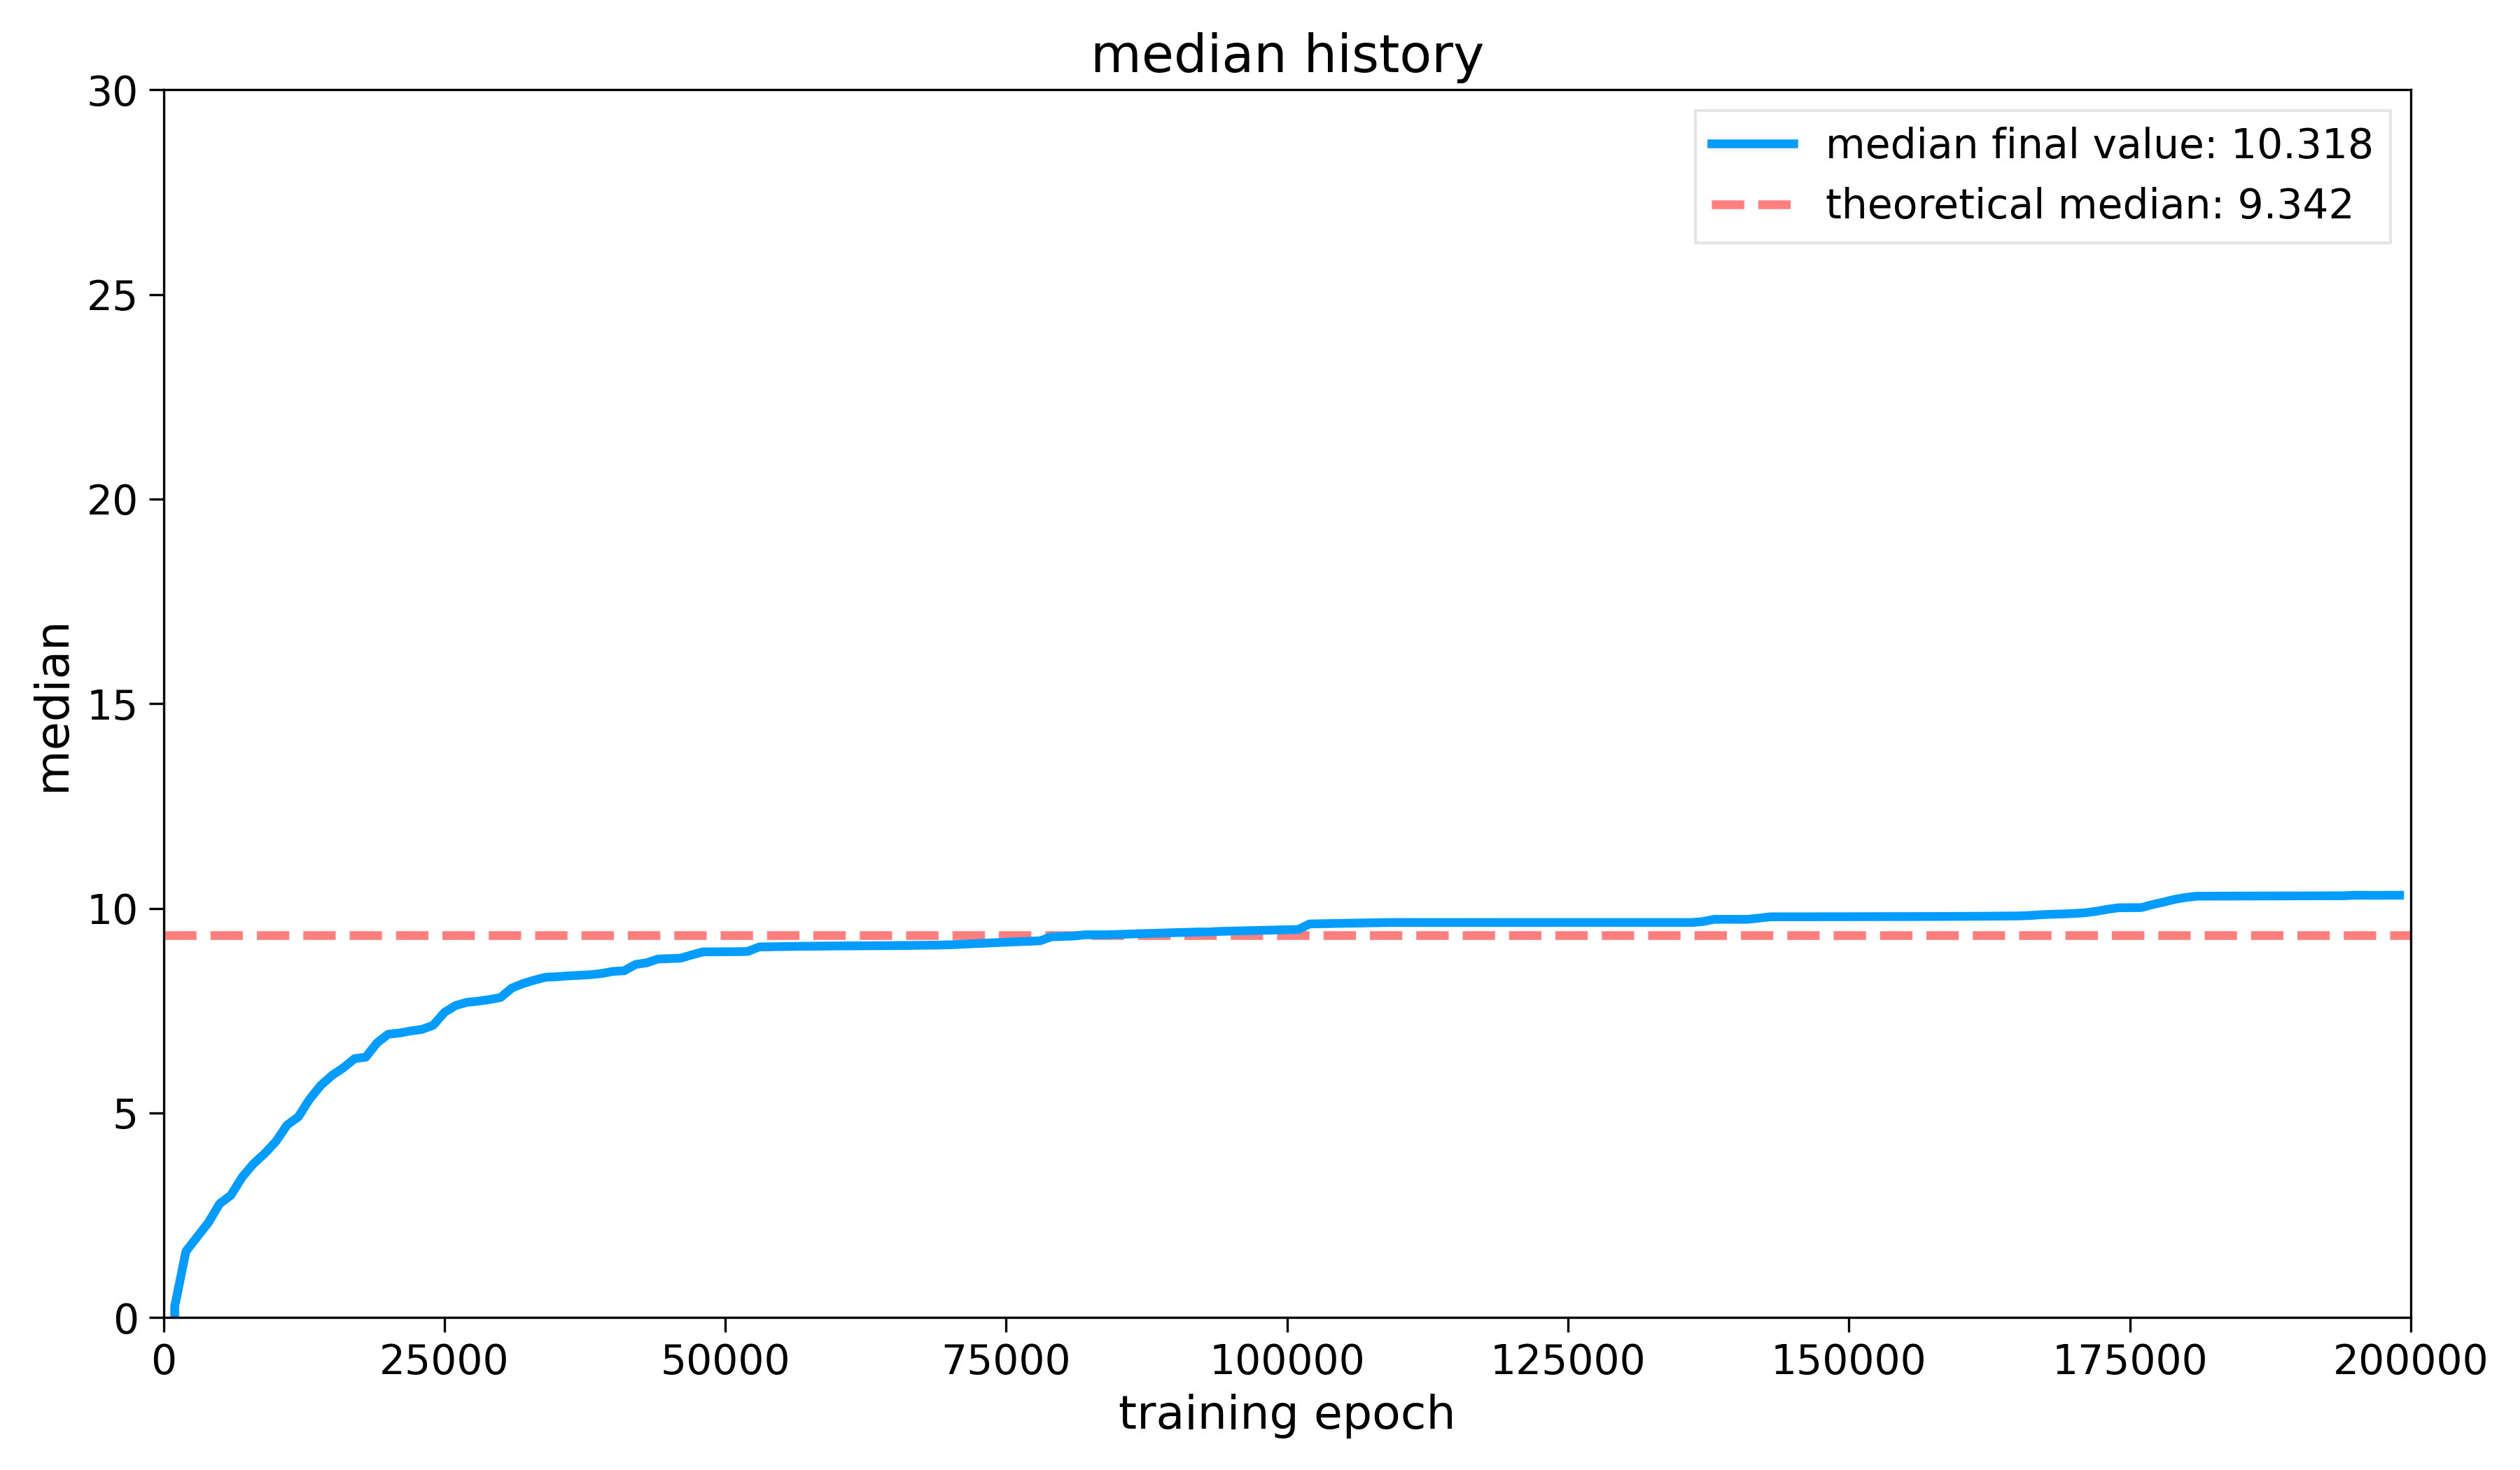 median history
median final value: 10.318
theoretical median: 9.342
30
25
20
15
10
5
0
median
0 25000 50000 75000 100000 125000 150000 175000 200000
training epoch